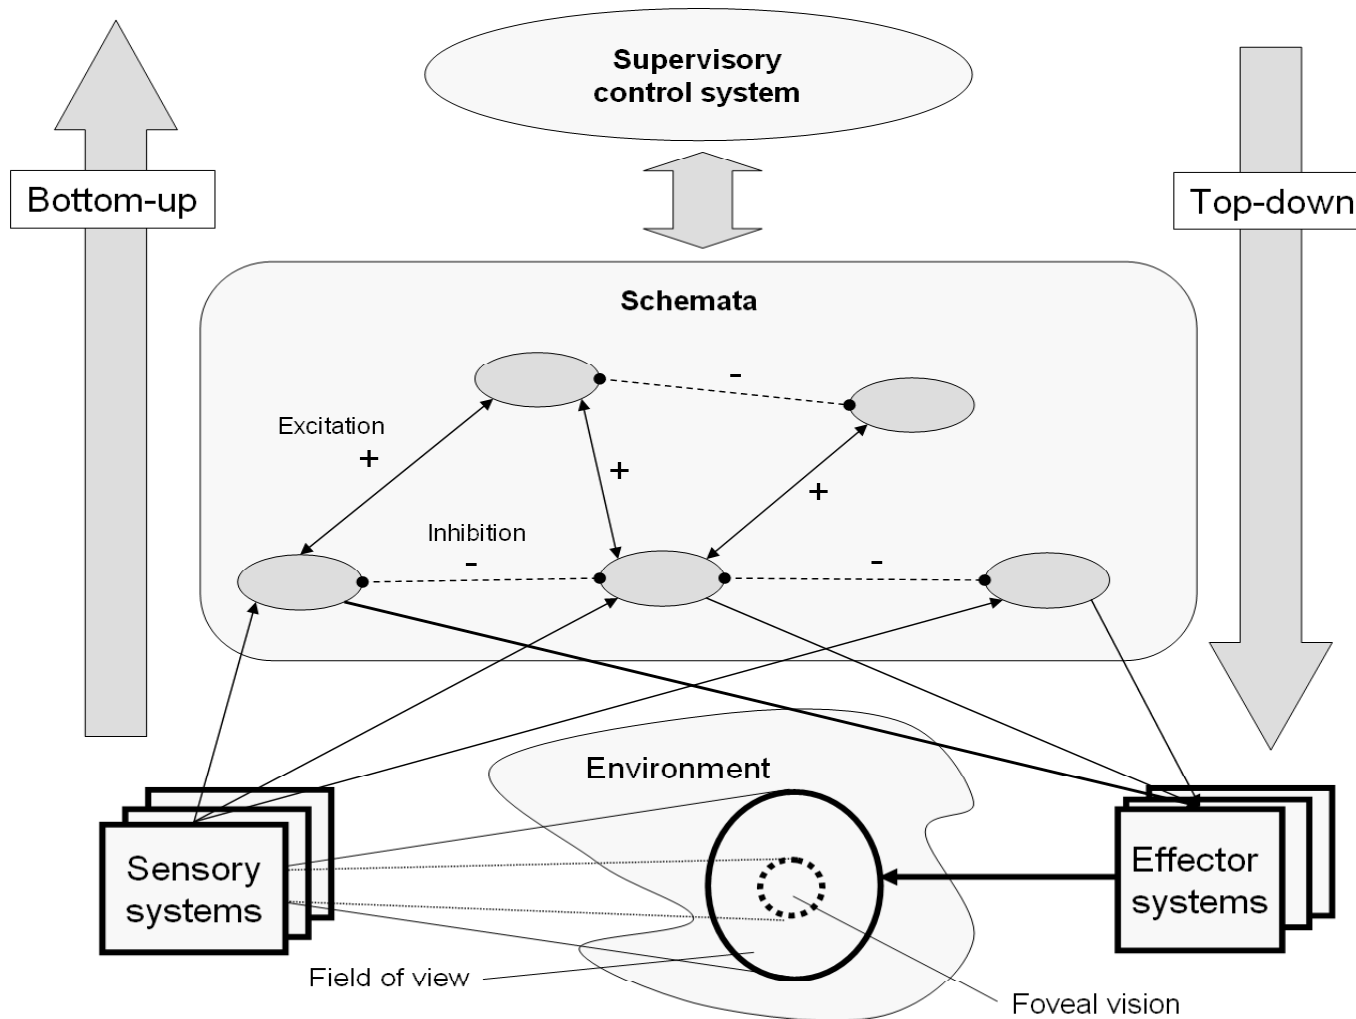 Supervisory
control system
Bottom-up
Top-down
Schemata
-
Excitation
+
+
+
Inhibition
-
-
Environment
Sensory
systems
Effector
systems
Field of view
Foveal vision